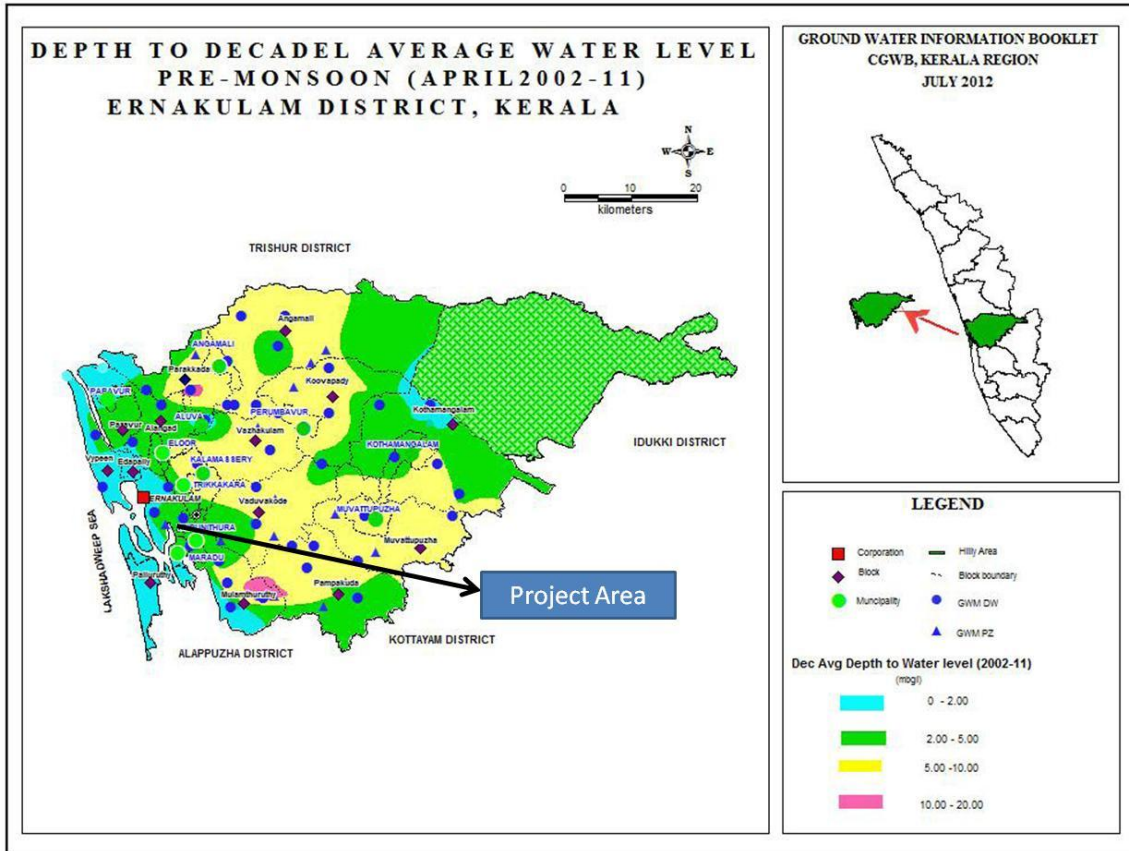 DEPTH TO DECADEL AVERAGE WATER LEVEL
PRE-MONSOON (APRIL2002-11)
ERNAKULAM DISTRICT, KERALA
N
W E
S
0 10 20
kilometers
TRISHUR DISTRICT
Angamali
ANGAMALI
Parakkada
Koovapady
PARAVUR
Kothamangalam
PERUMBAVUR
ALUVA
Paravur
Alangad
Vazhakulam
IDUKKI DISTRICT
ELOOR
KOTHAMANGALAM
Vypeen
Edapally
KALAMASSERY
TRIKKAKARA
ERNAKULAM
Vaduvakode
MUVATTUPUZHA
LAKSHADWEEP SEA
Muvattupuzha
MARADU
Palluruthy
Pampakuda
Mulamthuruthy
Project Area
KOTTAYAM DISTRICT
ALAPPUZHA DISTRICT
GROUND WATER INFORMATION BOOKLET
CGWB, KERALA REGION
JULY 2012
LEGEND
Corporation
Hilly Area
Block
Block boundary
Muncipality
GWM DW
GWM PZ
Dec Avg Depth to Water level (2002-11)
(mbgl)
0 - 2.00
2.00 - 5.00
5.00 -10.00
10.00 - 20.00